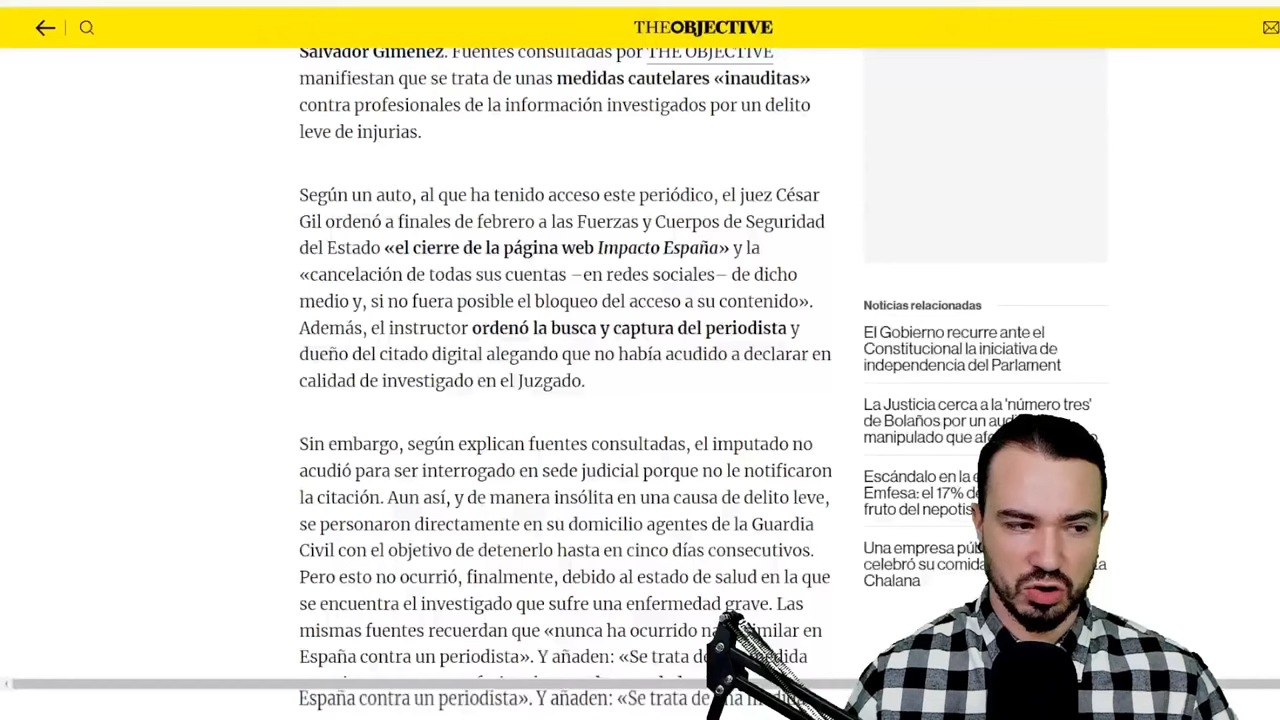 THEOBJECTIVE
Salvador Giménez. Fuentes consultadas por THE OBJECTIVE
manifiestan que se trata de unas medidas cautelares «inauditas»
contra profesionales de la información investigados por un delito
leve de injurias.
Según un auto, al que ha tenido acceso este periódico, el juez César
Gil ordenó a finales de febrero a las Fuerzas y Cuerpos de Seguridad
del Estado «el cierre de la página web Impacto España» y la
«cancelación de todas sus cuentas –en redes sociales– de dicho
medio y, si no fuera posible el bloqueo del acceso a su contenido».
Además, el instructor ordenó la busca y captura del periodista y
dueño del citado digital alegando que no había acudido a declarar en
calidad de investigado en el Juzgado.
Sin embargo, según explican fuentes consultadas, el imputado no
acudió para ser interrogado en sede judicial porque no le notificaron
la citación. Aun así, y de manera insólita en una causa de delito leve,
se personaron directamente en su domicilio agentes de la Guardia
Civil con el objetivo de detenerlo hasta en cinco días consecutivos.
Pero esto no ocurrió, finalmente, debido al estado de salud en la que
se encuentra el investigado que sufre una enfermedad grave. Las
mismas fuentes recuerdan que «nunca ha ocurrido en
España contra un periodista». Y añaden: «Se trata de
España contra un periodista». Y añaden: «Se trata de
Noticias relacionadas
El Gobierno recurre ante el
Constitucional la iniciativa de
independencia del Parlament
La Justicia cerca a la 'número tres'
de Bolaños por un
manipulado que
Escándalo en la
Emfesa: el 17%
fruto del
Una empresa
celebró su
Chalana